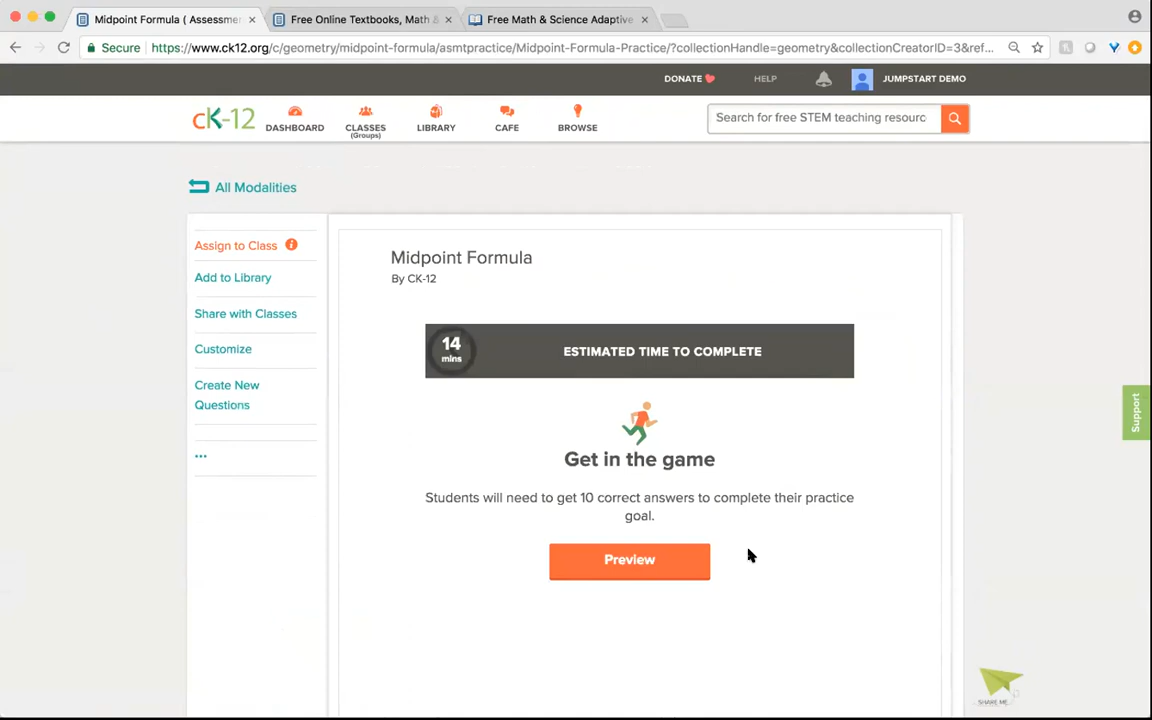 Midpoint Formula ( Assessme
Free Online Textbooks, Math &
Free Math & Science Adaptive
Secure
https://www.ck12.org/c/geometry/midpoint-formula/asmtpractice/Midpoint-Formula-Practice/?collectionHandle=geometry&collectionCreatorID=3&ref...
DONATE
HELP
JUMPSTART DEMO
cK-12
DASHBOARD
CLASSES
(Groups)
LIBRARY
CAFE
BROWSE
Search for free STEM teaching resourc
All Modalities
Assign to Class
Add to Library
Share with Classes
Customize
Create New
Questions
...
Midpoint Formula
By CK-12
14
mins
ESTIMATED TIME TO COMPLETE
Get in the game
Students will need to get 10 correct answers to complete their practice
goal.
Preview
Support
SHARE ME